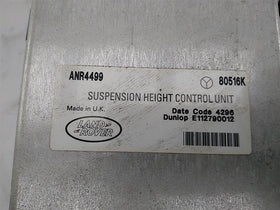 ANR4499 80516K
SUSPENSION HEIGHT CONTROL UNIT
Made in U.K. Date Code 4296
Dunlop E112790012
LAND
ROVER